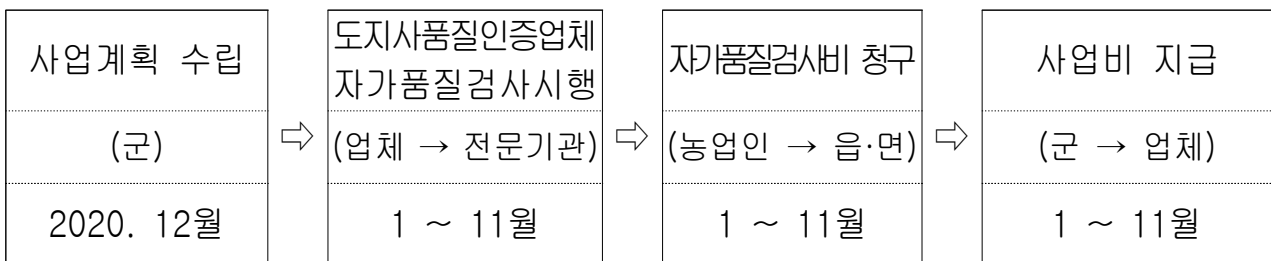 사업계획 수립
(군)
2020. 12월
⇨
도지사품질인증업체
자가품질검사시행
(업체 → 전문기관)
1 ~ 11월
⇨
자가품질검사비 청구
(농업인 → 읍·면)
1 ~ 11월
⇨
사업비 지급
(군 → 업체)
1 ~ 11월